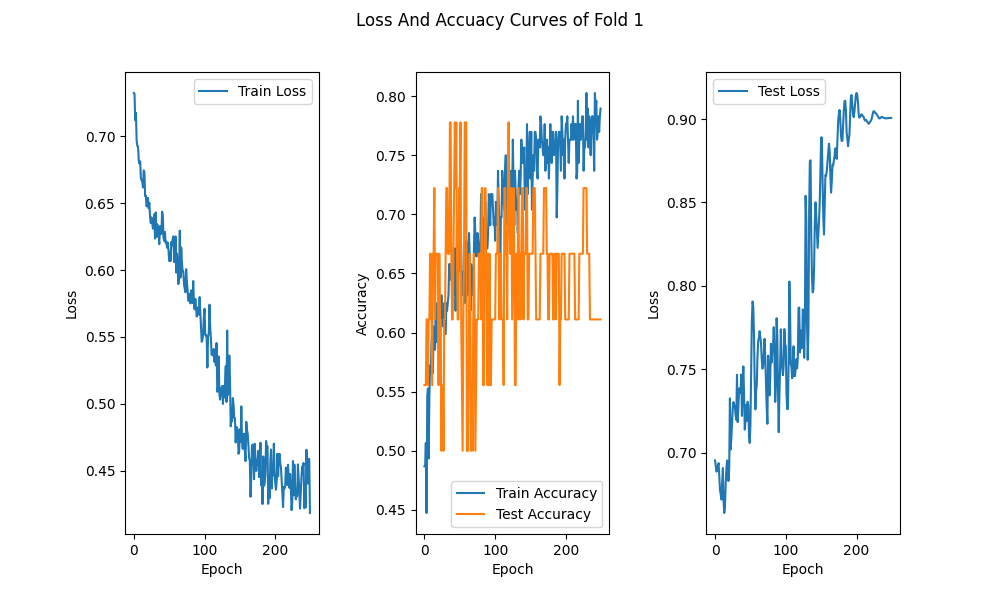 Loss And Accuacy Curves of Fold 1
Train Loss
0.70
0.65
0.60
0.55
0.50
0.45
Loss
0
100
200
Epoch
0.80
0.75
0.70
0.65
0.60
0.55
0.50
0.45
Accuracy
Train Accuracy
Test Accuracy
0
100
200
Epoch
Test Loss
0.90
0.85
0.80
0.75
0.70
Loss
0
100
200
Epoch